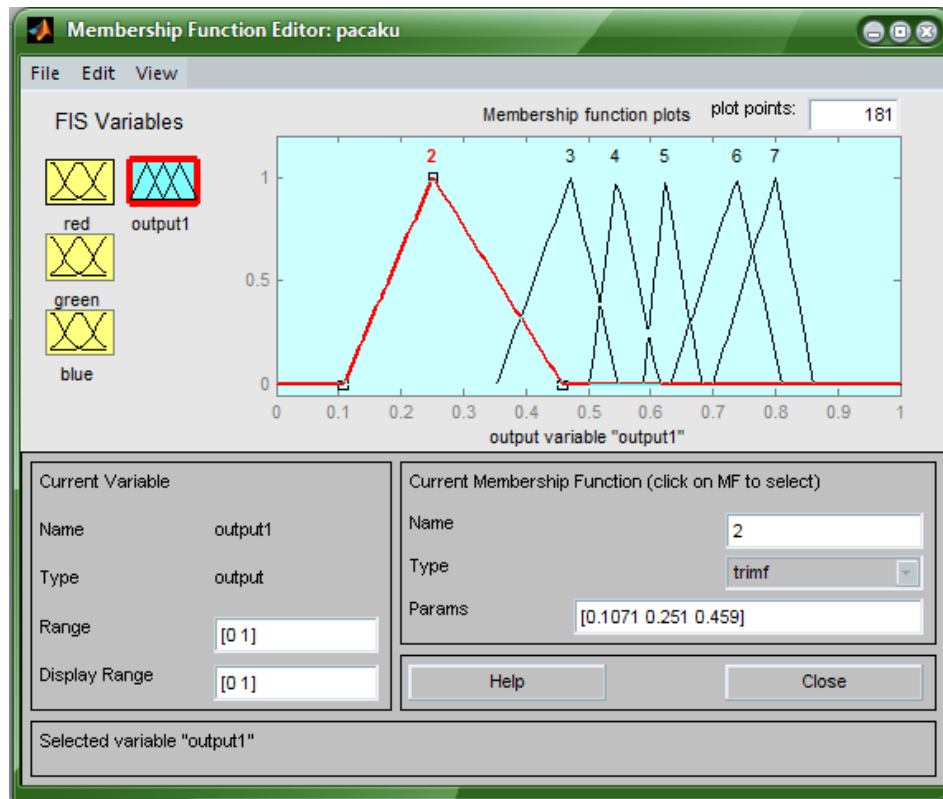 Membership Function Editor: pacaku
File Edit View
FIS Variables
Membership function plots plot points: 181
red output1
green
blue
2 3 4 5 6 7
1
0.5
0
0 0.1 0.2 0.3 0.4 0.5 0.6 0.7 0.8 0.9 1
output variable "output1"
Current Variable
Name output1
Type output
Range [0 1]
Display Range [0 1]
Current Membership Function (click on MF to select)
Name 2
Type trimf
Params [0.1071 0.251 0.459]
Help Close
Selected variable "output1"